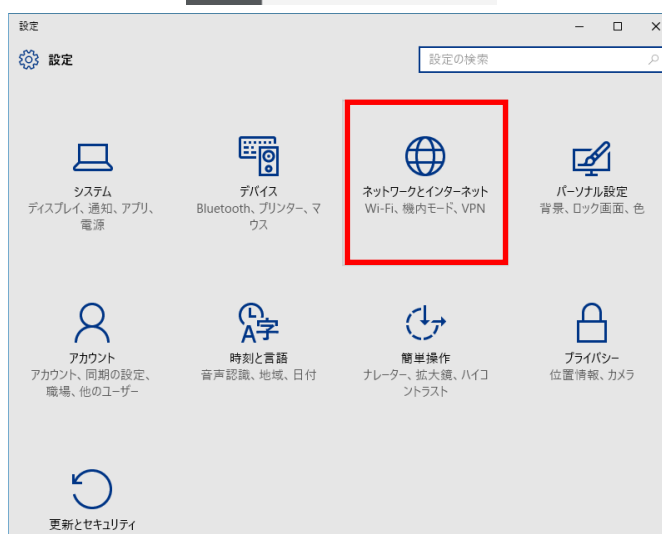 設定
設定
設定の検索
システム
ディスプレイ、通知、アプリ、
電源
デバイス
Bluetooth、プリンター、マ
ウス
ネットワークとインターネット
Wi-Fi、機内モード、VPN
パーソナル設定
背景、ロック画面、色
アカウント
アカウント、同期の設定、
職場、他のユーザー
時刻と言語
音声認識、地域、日付
簡単操作
ナレーター、拡大鏡、ハイコ
ントラスト
プライバシー
位置情報、カメラ
更新とセキュリティ